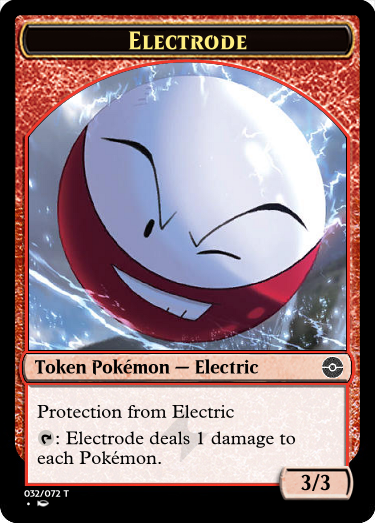 Electrode
Token Pokémon — Electric
Protection from Electric
: Electrode deals 1 damage to
each Pokémon.
3/3
032/072 T